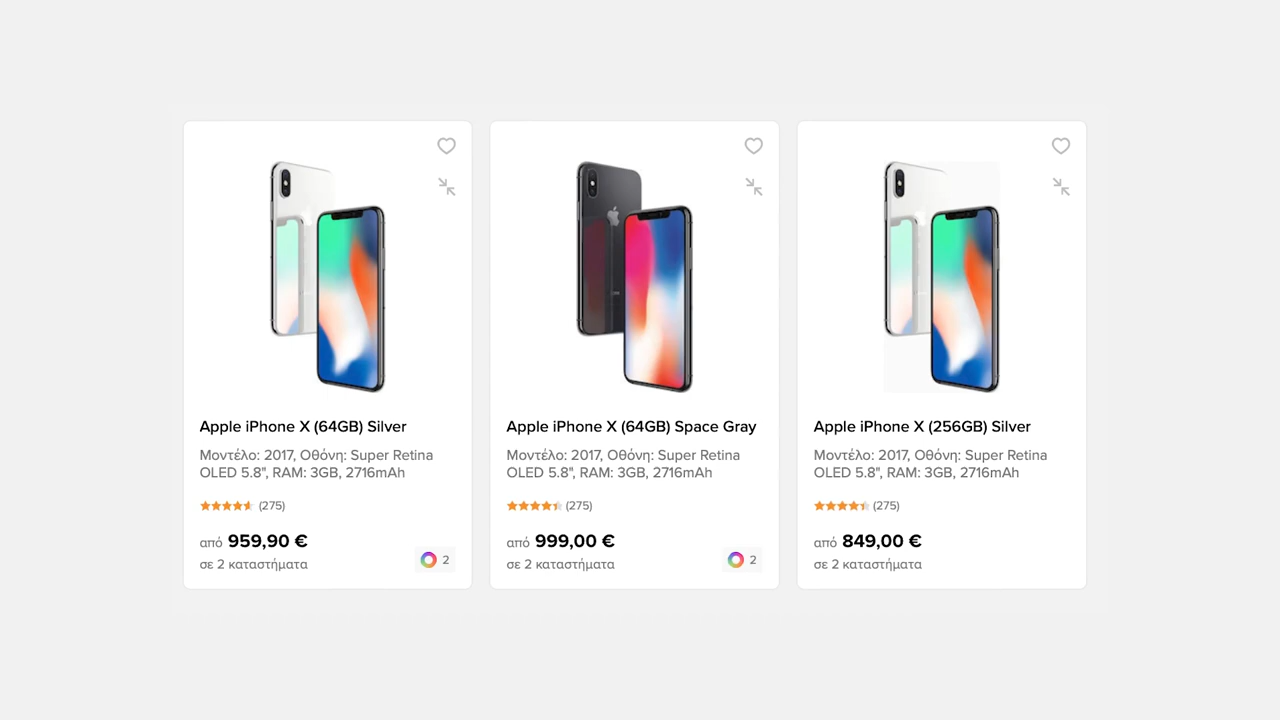 Apple iPhone X (64GB) Silver
Μοντέλο: 2017, Οθόνη: Super Retina
OLED 5.8", RAM: 3GB, 2716mAh
(275)
από 959,90 €
σε 2 καταστήματα
2
Apple iPhone X (64GB) Space Gray
Μοντέλο: 2017, Οθόνη: Super Retina
OLED 5.8", RAM: 3GB, 2716mAh
(275)
από 999,00 €
σε 2 καταστήματα
2
Apple iPhone X (256GB) Silver
Μοντέλο: 2017, Οθόνη: Super Retina
OLED 5.8", RAM: 3GB, 2716mAh
(275)
από 849,00 €
σε 2 καταστήματα